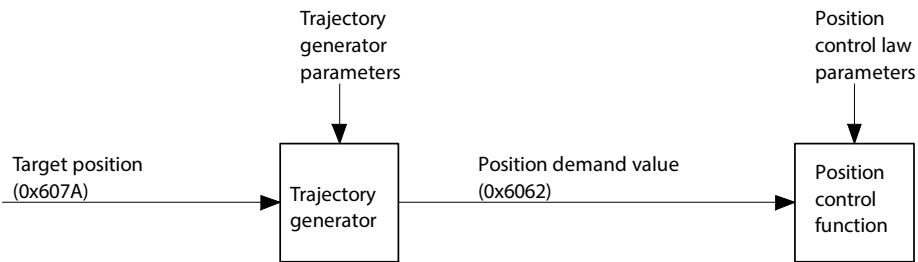 Trajectory
generator
parameters
Position
control law
parameters
Target position
(0x607A)
Trajectory
generator
Position demand value
(0x6062)
Position
control
function